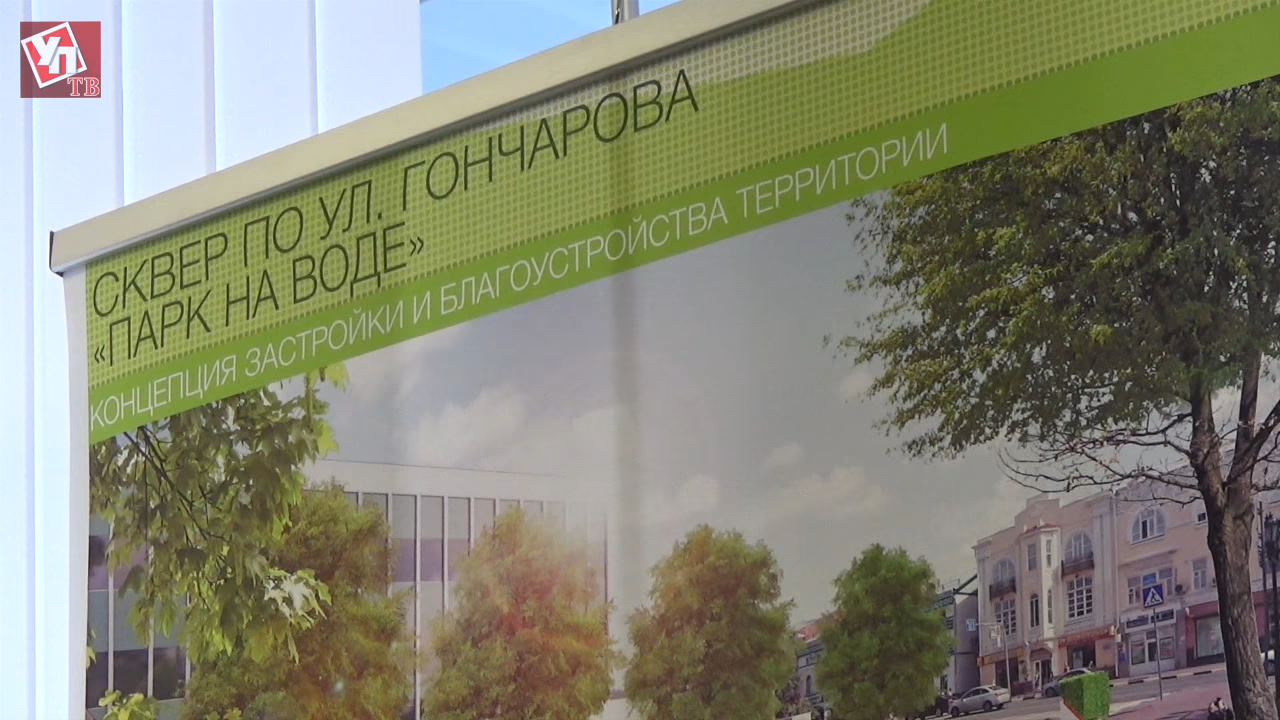 УП
ТВ
СКВЕР ПО УЛ. ГОНЧАРОВА
«ПАРК НА ВОДЕ»
КОНЦЕПЦИЯ ЗАСТРОЙКИ И БЛАГОУСТРОЙСТВА ТЕРРИТОРИИ